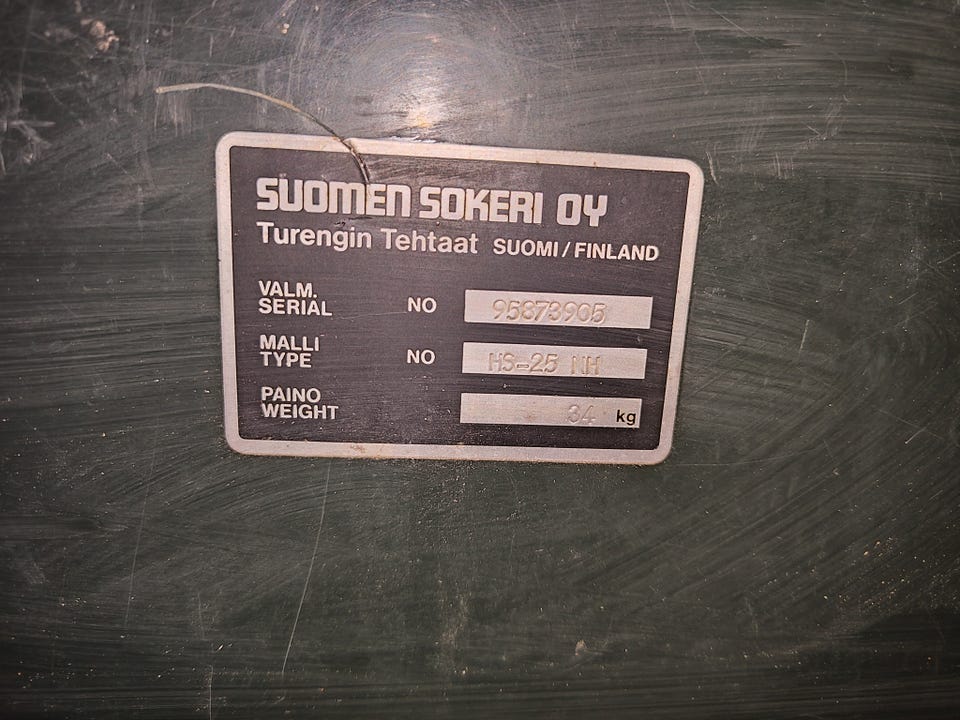 SUOMEN SOKERI OY
Turengin Tehtaat SUOMI / FINLAND
VALM.
SERIAL NO 95873905
MALLI
TYPE NO HS-25 NH
PAINO
WEIGHT 34 kg